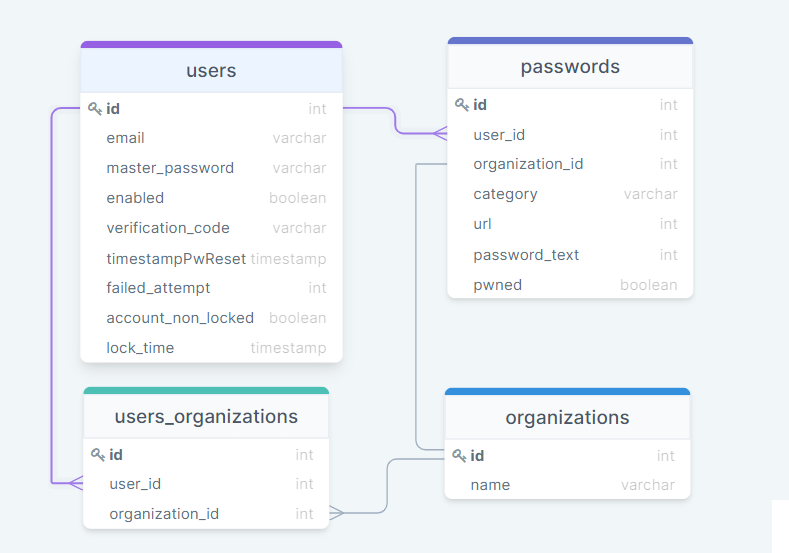 users
id int
email varchar
master_password varchar
enabled boolean
verification_code varchar
timestampPwReset timestamp
failed_attempt int
account_non_locked boolean
lock_time timestamp
passwords
id int
user_id int
organization_id int
category varchar
url int
password_text int
pwned boolean
users_organizations
id int
user_id int
organization_id int
organizations
id int
name varchar